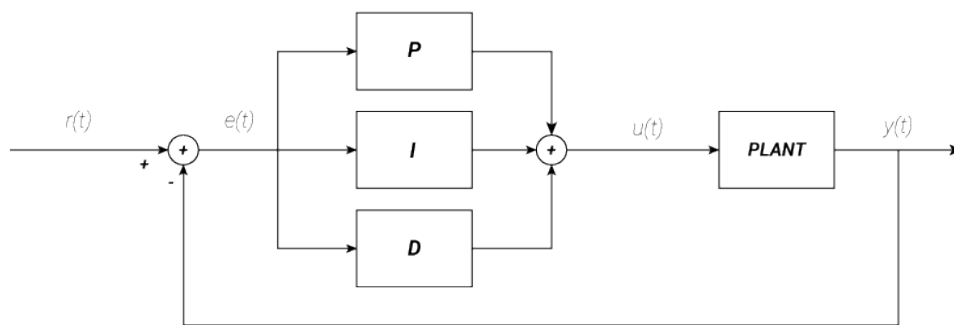 P
r(t)
e(t)
u(t)
y(t)
+
+
I
+
PLANT
-
D